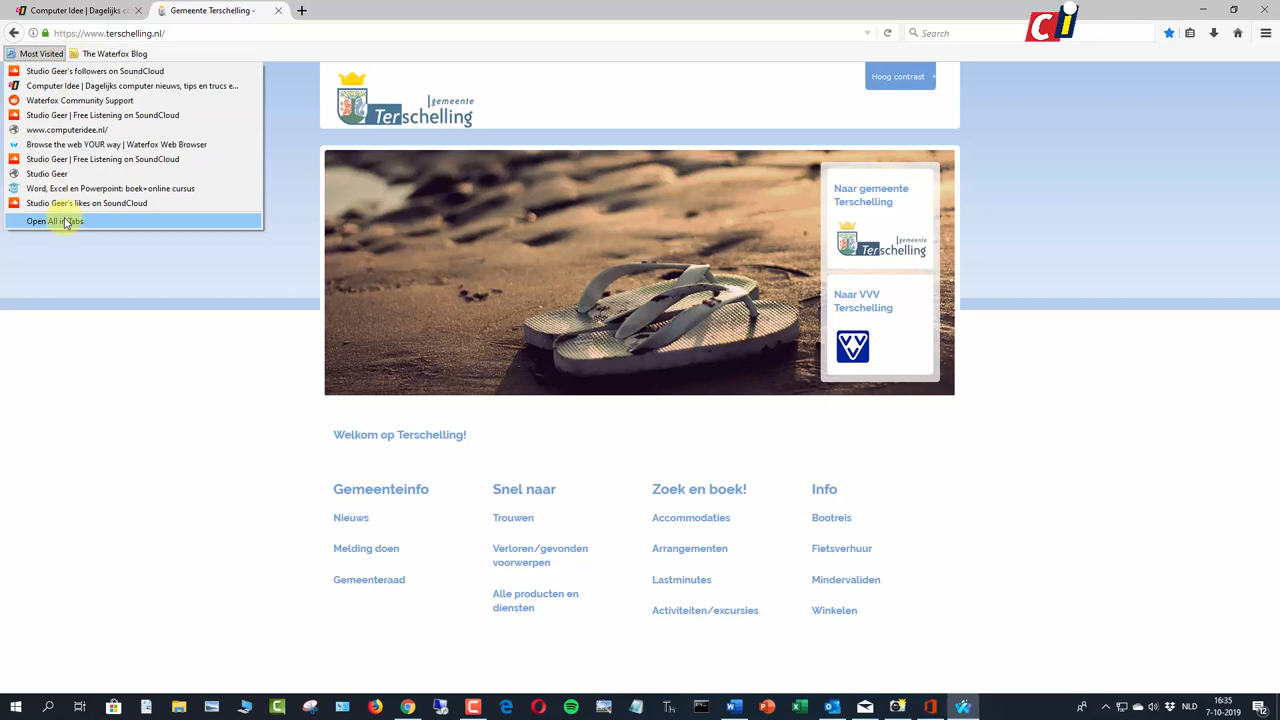 Computer Idee | Dagelijks c
Gemeente Terschelling -
https://www.terschelling.nl/
Search
Ci
Most Visited
The Waterfox Blog
Studio Geer's followers on SoundCloud
Computer Idee | Dagelijks computer nieuws, tips en trucs e...
Waterfox Community Support
Studio Geer | Free Listening on SoundCloud
www.computeridee.nl/
Browse the web YOUR way | Waterfox Web Browser
Studio Geer | Free Listening on SoundCloud
Studio Geer
Word, Excel en Powerpoint: boek+online cursus
Studio Geer's likes on SoundCloud
Open All in Tabs
Hoog contrast
gemeente
Terschelling
Naar gemeente
Terschelling
gemeente
Terschelling
Naar VVV
Terschelling
VVV
Welkom op Terschelling!
Gemeenteinfo
Nieuws
Melding doen
Gemeenteraad
Snel naar
Trouwen
Verloren/gevonden
voorwerpen
Alle producten en
diensten
Zoek en boek!
Accommodaties
Arrangementen
Lastminutes
Activiteiten/excursies
Info
Bootreis
Fietsverhuur
Mindervaliden
Winkelen
NLD
16:35
7-10-2019